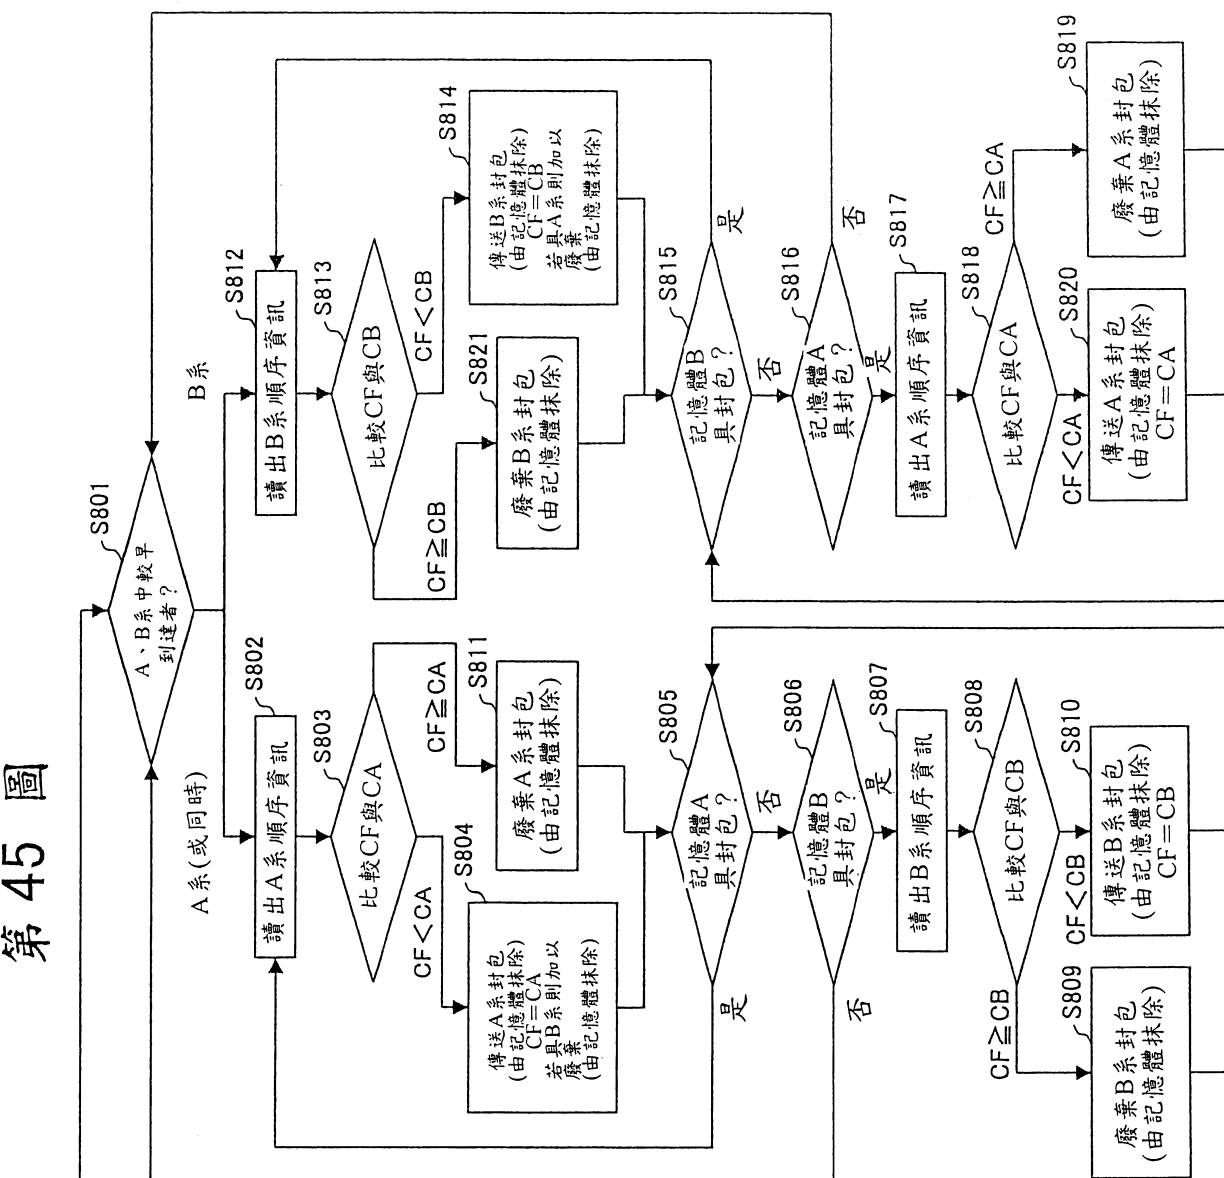 第45圖
S801
A、B系中較早
到達者？
A系(或同時)
B系
S802
讀出A系順序資訊
S803
比較CF與CA
CF<CA
CF≧CA
S804
傳送A系封包
(由記憶體抹除)
CF=CA
若具B系則加以
廢棄
(由記憶體抹除)
S811
廢棄A系封包
(由記憶體抹除)
S805
記憶體A
具封包？
是
否
S806
記憶體B
具封包？
否
是
S807
讀出B系順序資訊
S808
比較CF與CB
CF≧CB
CF<CB
S809
廢棄B系封包
(由記憶體抹除)
S810
傳送B系封包
(由記憶體抹除)
CF=CB
S812
讀出B系順序資訊
S813
比較CF與CB
CF≧CB
CF<CB
S821
廢棄B系封包
(由記憶體抹除)
S814
傳送B系封包
(由記憶體抹除)
CF=CB
若具A系則加以
廢棄
(由記憶體抹除)
S815
記憶體B
具封包？
否
是
S816
記憶體A
具封包？
是
否
S817
讀出A系順序資訊
S818
比較CF與CA
CF<CA
CF≧CA
S820
傳送A系封包
(由記憶體抹除)
CF=CA
S819
廢棄A系封包
(由記憶體抹除)